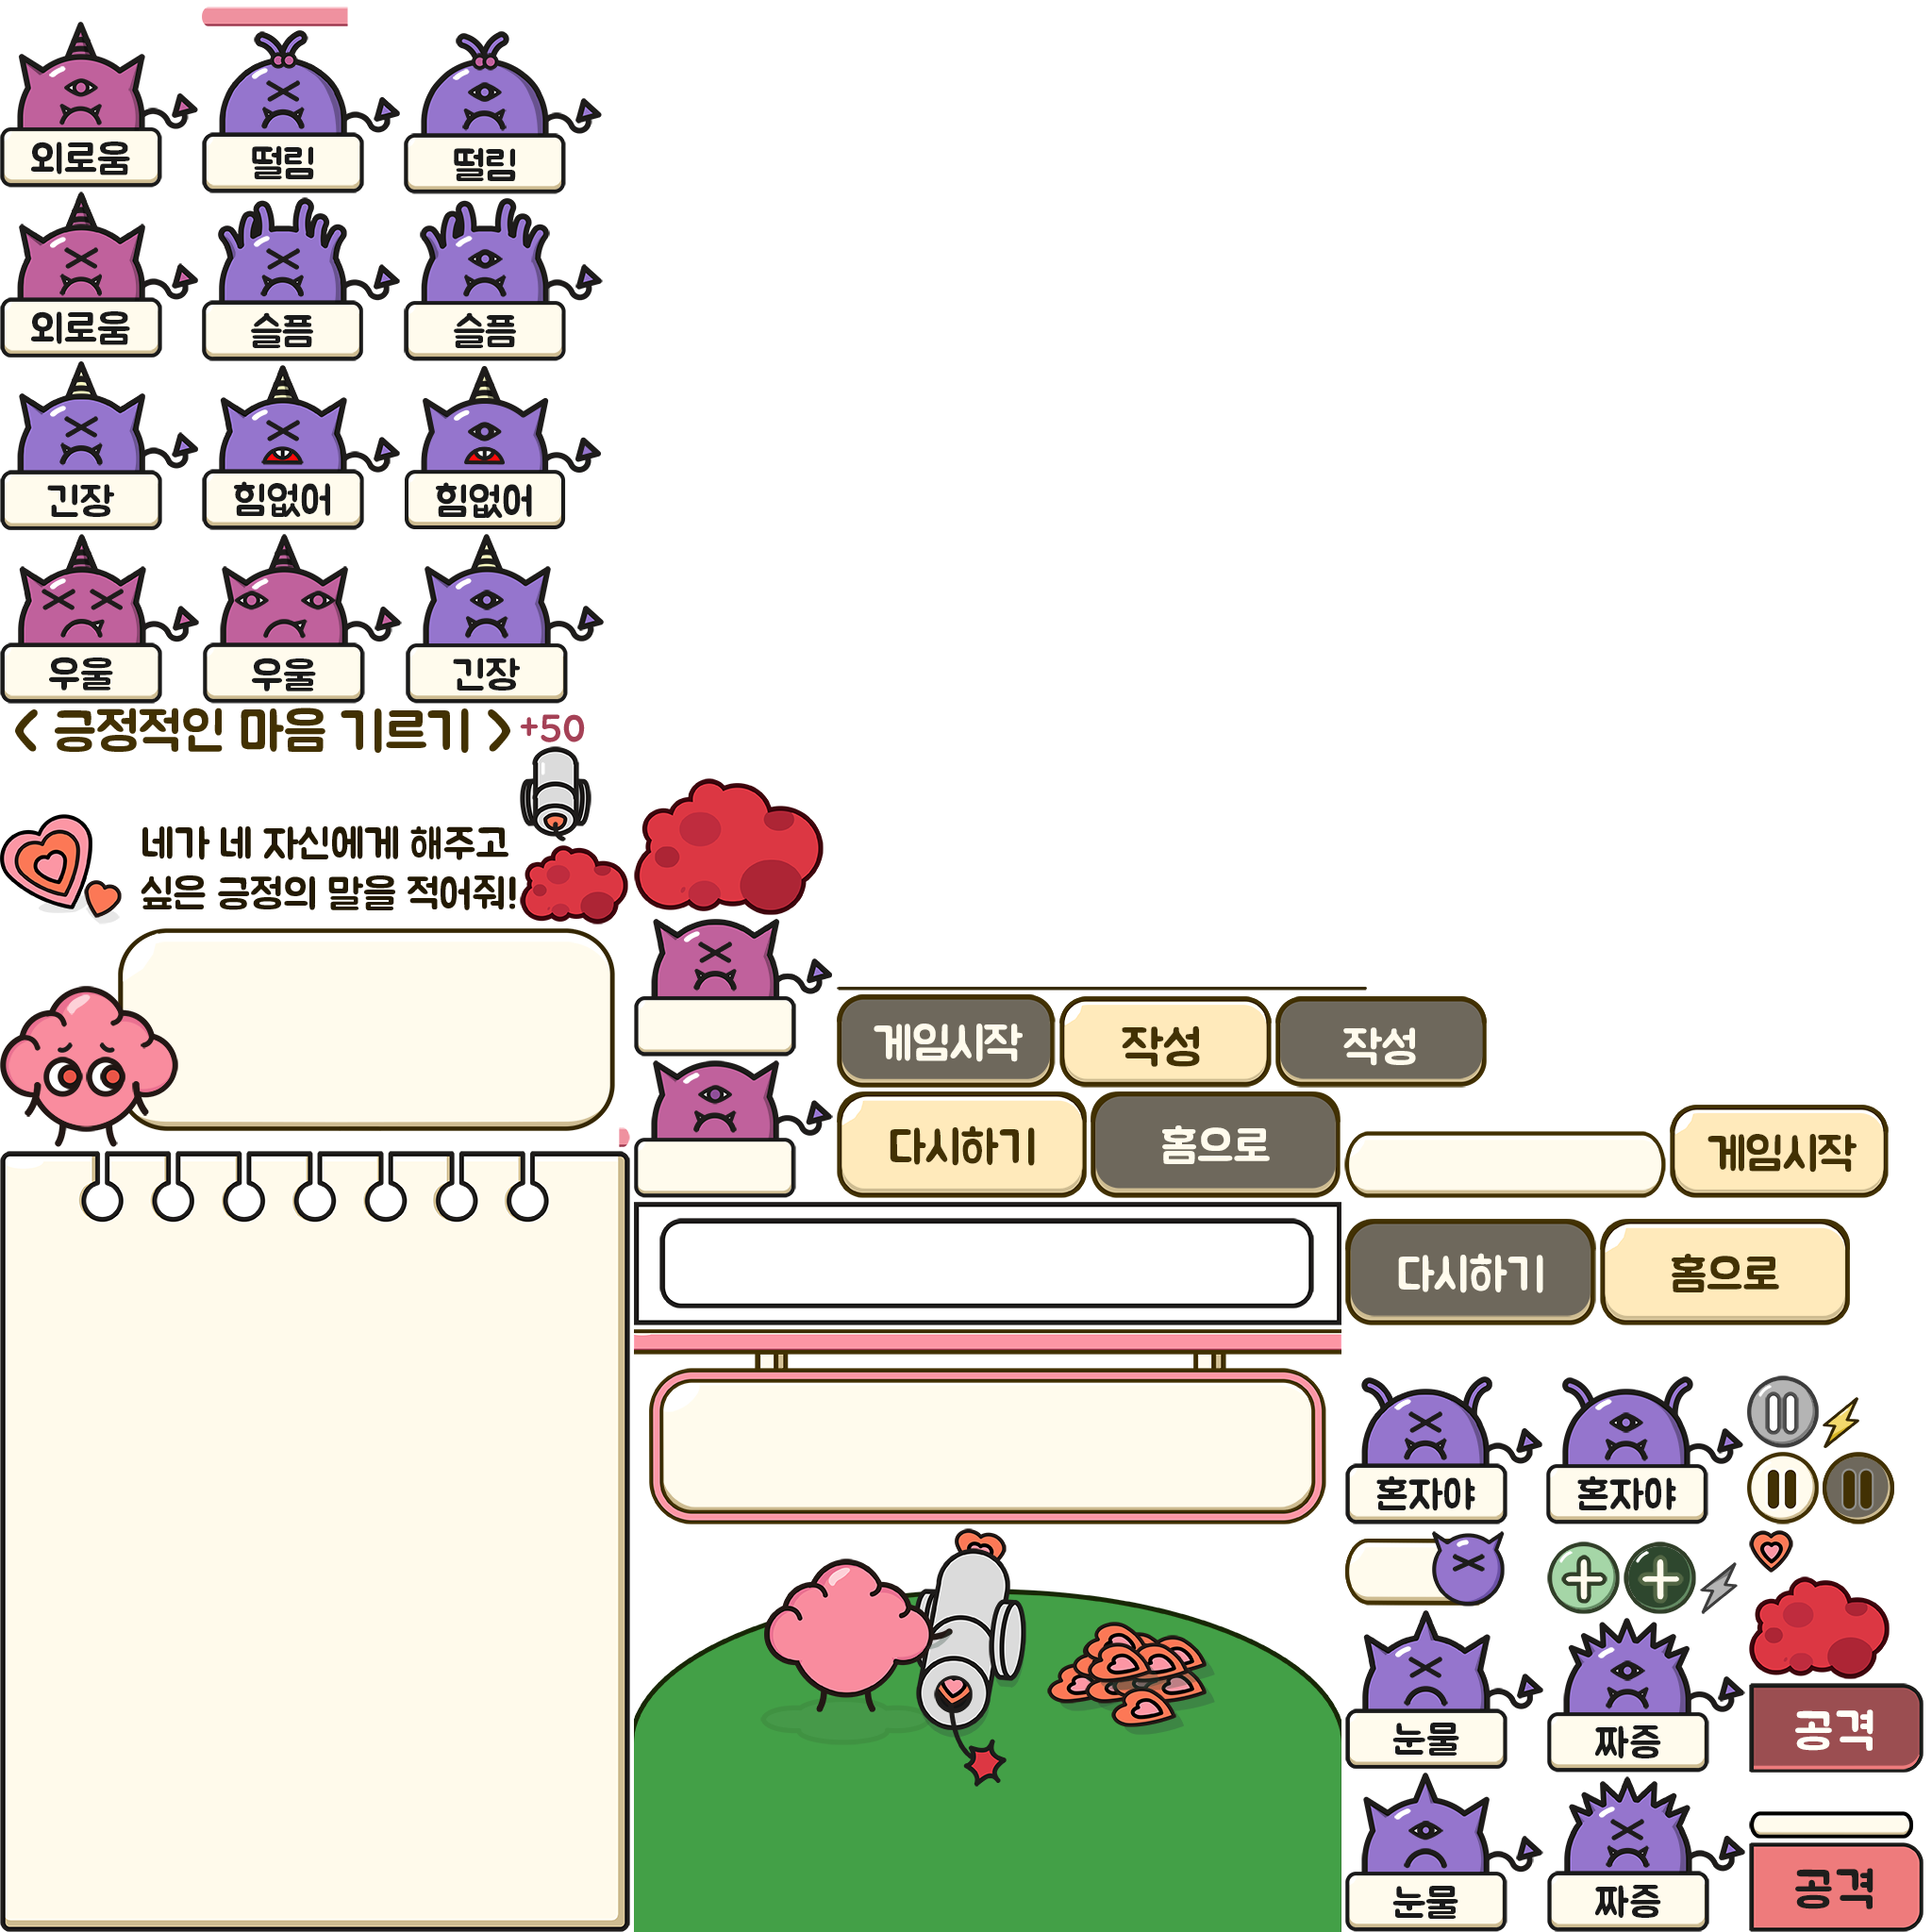 외로움
떨림
떨림
외로움
슬픔
슬픔
긴장
힘없어
힘없어
우울
우울
긴장
< 긍정적인 마음 기르기 >
+50
네가 네 자신에게 해주고
싶은 긍정의 말을 적어줘!
게임시작
작성
작성
다시하기
홈으로
게임시작
다시하기
홈으로
혼자야
혼자야
눈물
짜증
공격
눈물
짜증
공격